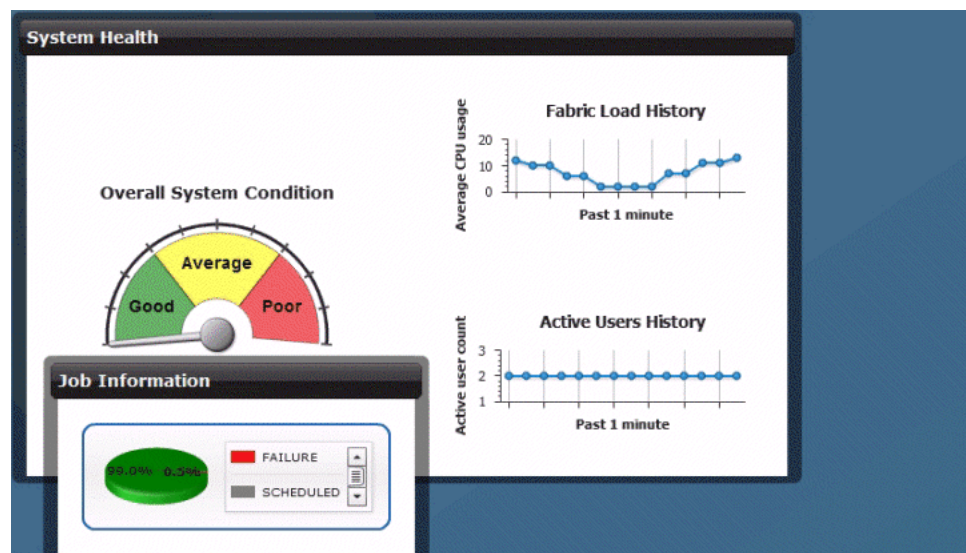 System Health
Overall System Condition
Good
Average
Poor
Fabric Load History
Average CPU usage
20
10
0
Past 1 minute
Active Users History
Active user count
3
2
1
Past 1 minute
Job Information
99.0% 0.5%
FAILURE
SCHEDULED